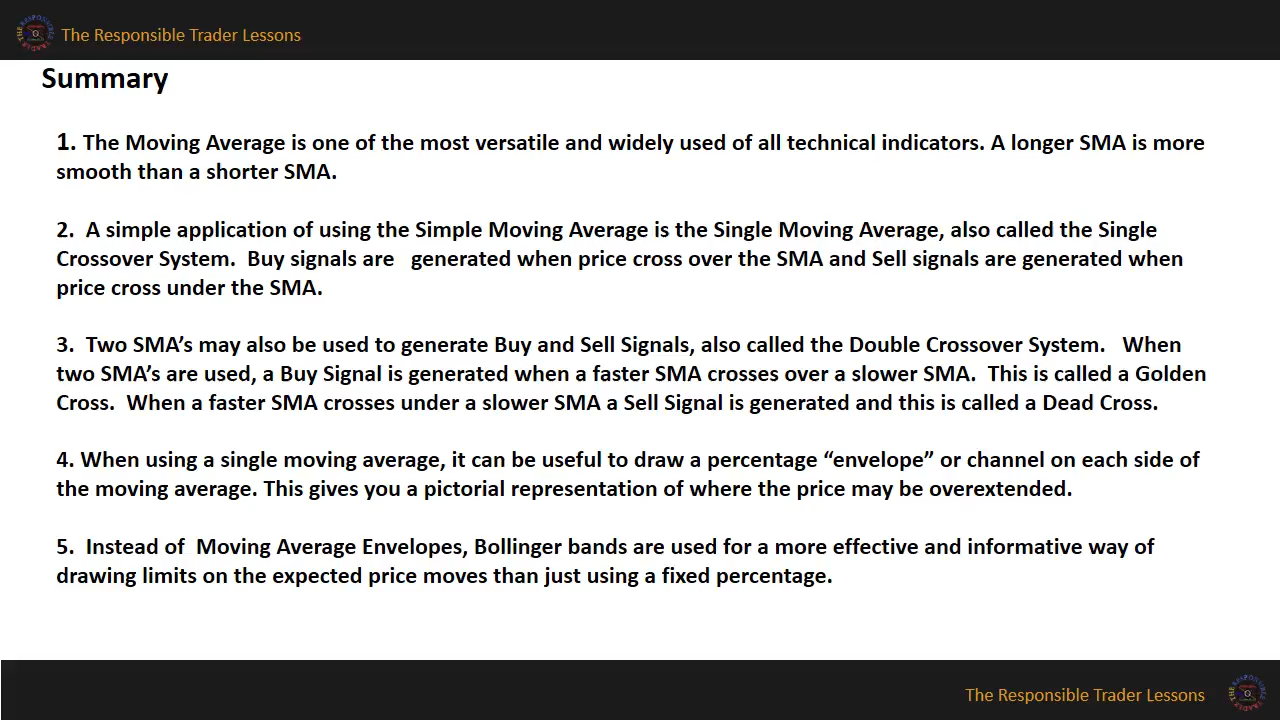 The Responsible Trader Lessons
Summary
1. The Moving Average is one of the most versatile and widely used of all technical indicators. A longer SMA is more
smooth than a shorter SMA.
2.  A simple application of using the Simple Moving Average is the Single Moving Average, also called the Single
Crossover System.  Buy signals are   generated when price cross over the SMA and Sell signals are generated when
price cross under the SMA.
3.  Two SMA’s may also be used to generate Buy and Sell Signals, also called the Double Crossover System.   When
two SMA’s are used, a Buy Signal is generated when a faster SMA crosses over a slower SMA.  This is called a Golden
Cross.  When a faster SMA crosses under a slower SMA a Sell Signal is generated and this is called a Dead Cross.
4. When using a single moving average, it can be useful to draw a percentage “envelope” or channel on each side of
the moving average. This gives you a pictorial representation of where the price may be overextended.
5.  Instead of  Moving Average Envelopes, Bollinger bands are used for a more effective and informative way of
drawing limits on the expected price moves than just using a fixed percentage.
The Responsible Trader Lessons